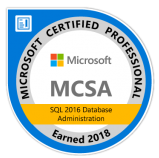 MICROSOFT CERTIFIED PROFESSIONAL
Microsoft
MCSA
SQL 2016 Database
Administration
Earned 2018